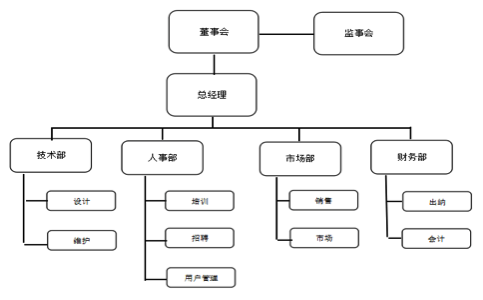 董事会
监事会
总经理
技术部
人事部
市场部
财务部
设计
培训
销售
出纳
维护
招聘
市场
会计
用户管理